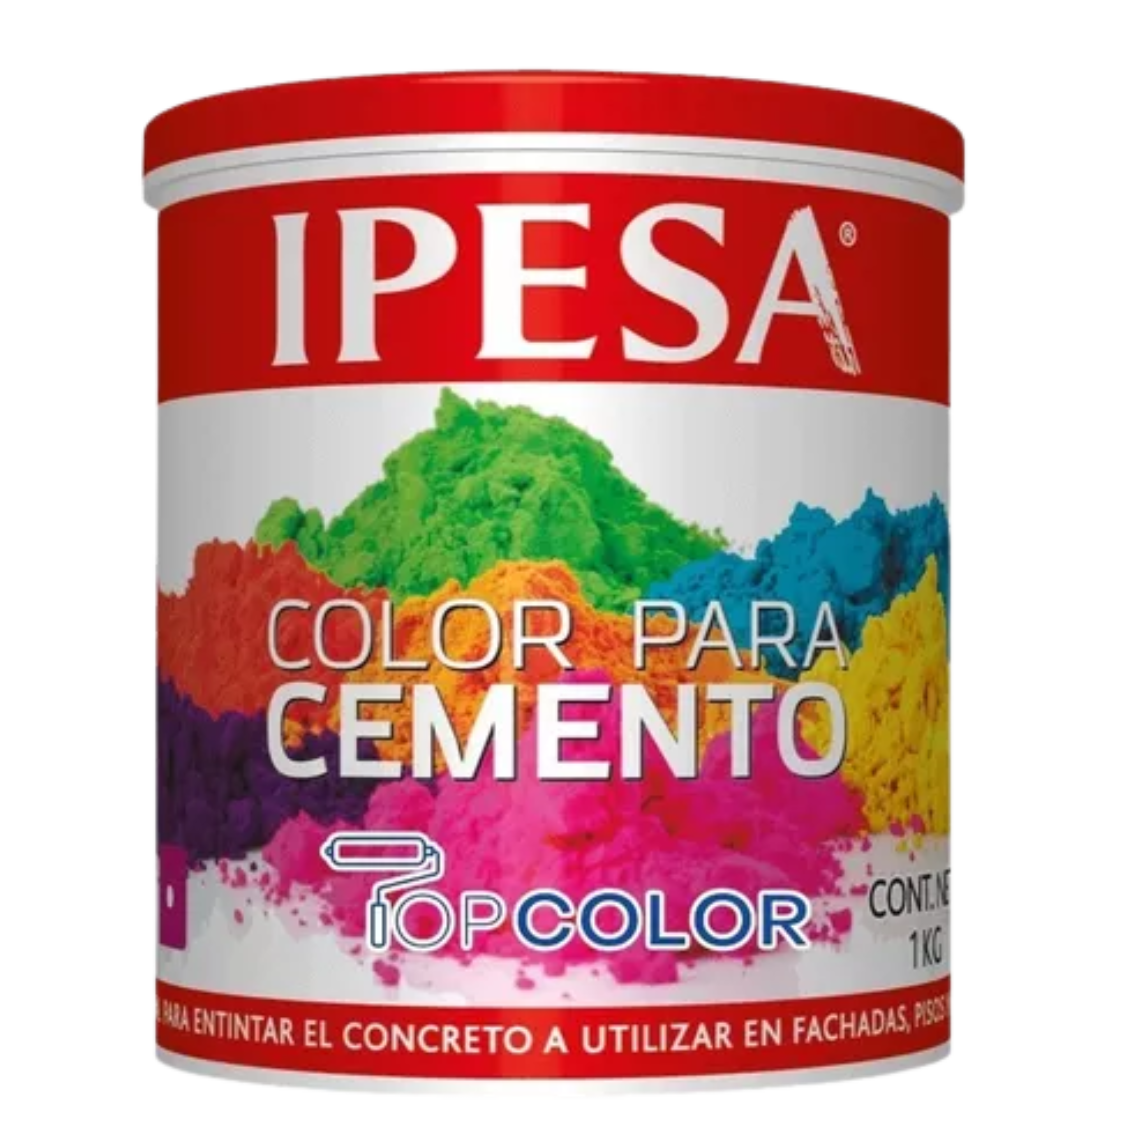 IPESA®
COLOR PARA
CEMENTO
TOPCOLOR
CONT. NE
1 KG
PARA ENTINTAR EL CONCRETO A UTILIZAR EN FACHADAS, PISOS